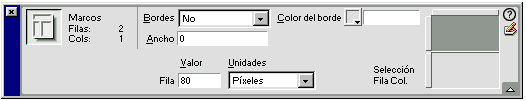 Marcos
Filas: 2
Cols: 1
Bordes No
Color del borde
Ancho 0
Valor Unidades
Fila 80 Píxeles
Selección
Fila Col.